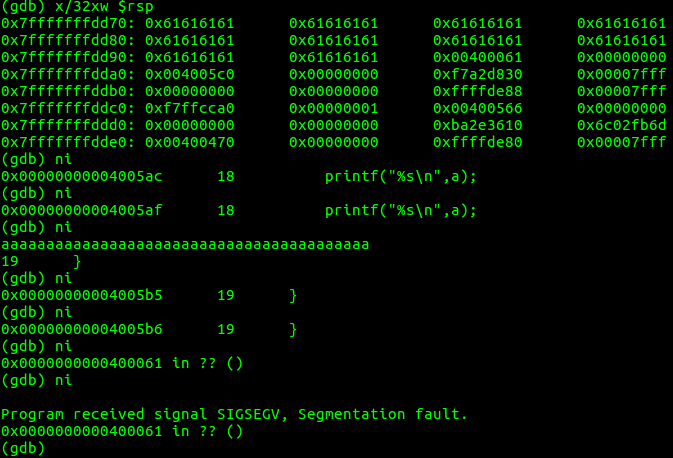 (gdb) x/32xw $rsp
0x7fffffffdd70: 0x61616161 0x61616161 0x61616161 0x61616161
0x7fffffffdd80: 0x61616161 0x61616161 0x61616161 0x61616161
0x7fffffffdd90: 0x61616161 0x61616161 0x00400061 0x00000000
0x7fffffffdda0: 0x004005c0 0x00000000 0xf7a2d830 0x00007fff
0x7fffffffddb0: 0x00000000 0x00000000 0xffffde88 0x00007fff
0x7fffffffddc0: 0xf7ffcca0 0x00000001 0x00400566 0x00000000
0x7fffffffddd0: 0x00000000 0x00000000 0xba2e3610 0x6c02fb6d
0x7fffffffdde0: 0x00400470 0x00000000 0xffffde80 0x00007fff
(gdb) ni
0x00000000004005ac 18 printf("%s\n",a);
(gdb) ni
0x00000000004005af 18 printf("%s\n",a);
(gdb) ni
aaaaaaaaaaaaaaaaaaaaaaaaaaaaaaaaaaaaaaaaa
19 }
(gdb) ni
0x00000000004005b5 19 }
(gdb) ni
0x00000000004005b6 19 }
(gdb) ni
0x0000000000400061 in ?? ()
(gdb) ni

Program received signal SIGSEGV, Segmentation fault.
0x0000000000400061 in ?? ()
(gdb)